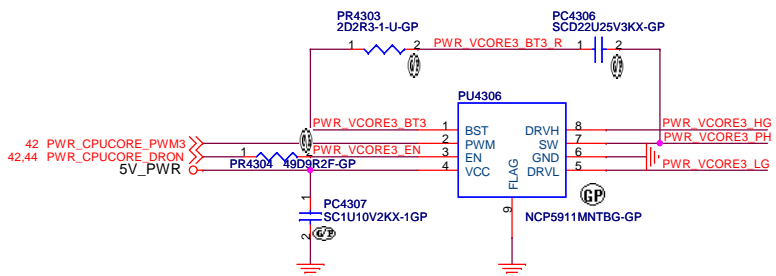 PR4303
2D2R3-1-U-GP
PC4306
SCD22U25V3KX-GP
1 2 PWR_VCORE3_BT3_R 1 2
PU4306
PWR_VCORE3_BT3 1 BST DRVH 8 PWR_VCORE3_HG
42 PWR_CPUCORE_PWM3 2 PWM SW 7 PWR_VCORE3_PH
42,44 PWR_CPUCORE_DRON 1 PWR_VCORE3_EN 3 EN GND 6
PR4304 49D9R2F-GP
5V_PWR 4 VCC DRVL 5 PWR_VCORE3_LG
FLAG
GP
PC4307
SC1U10V2KX-1GP
1
2
9
NCP5911MNTBG-GP